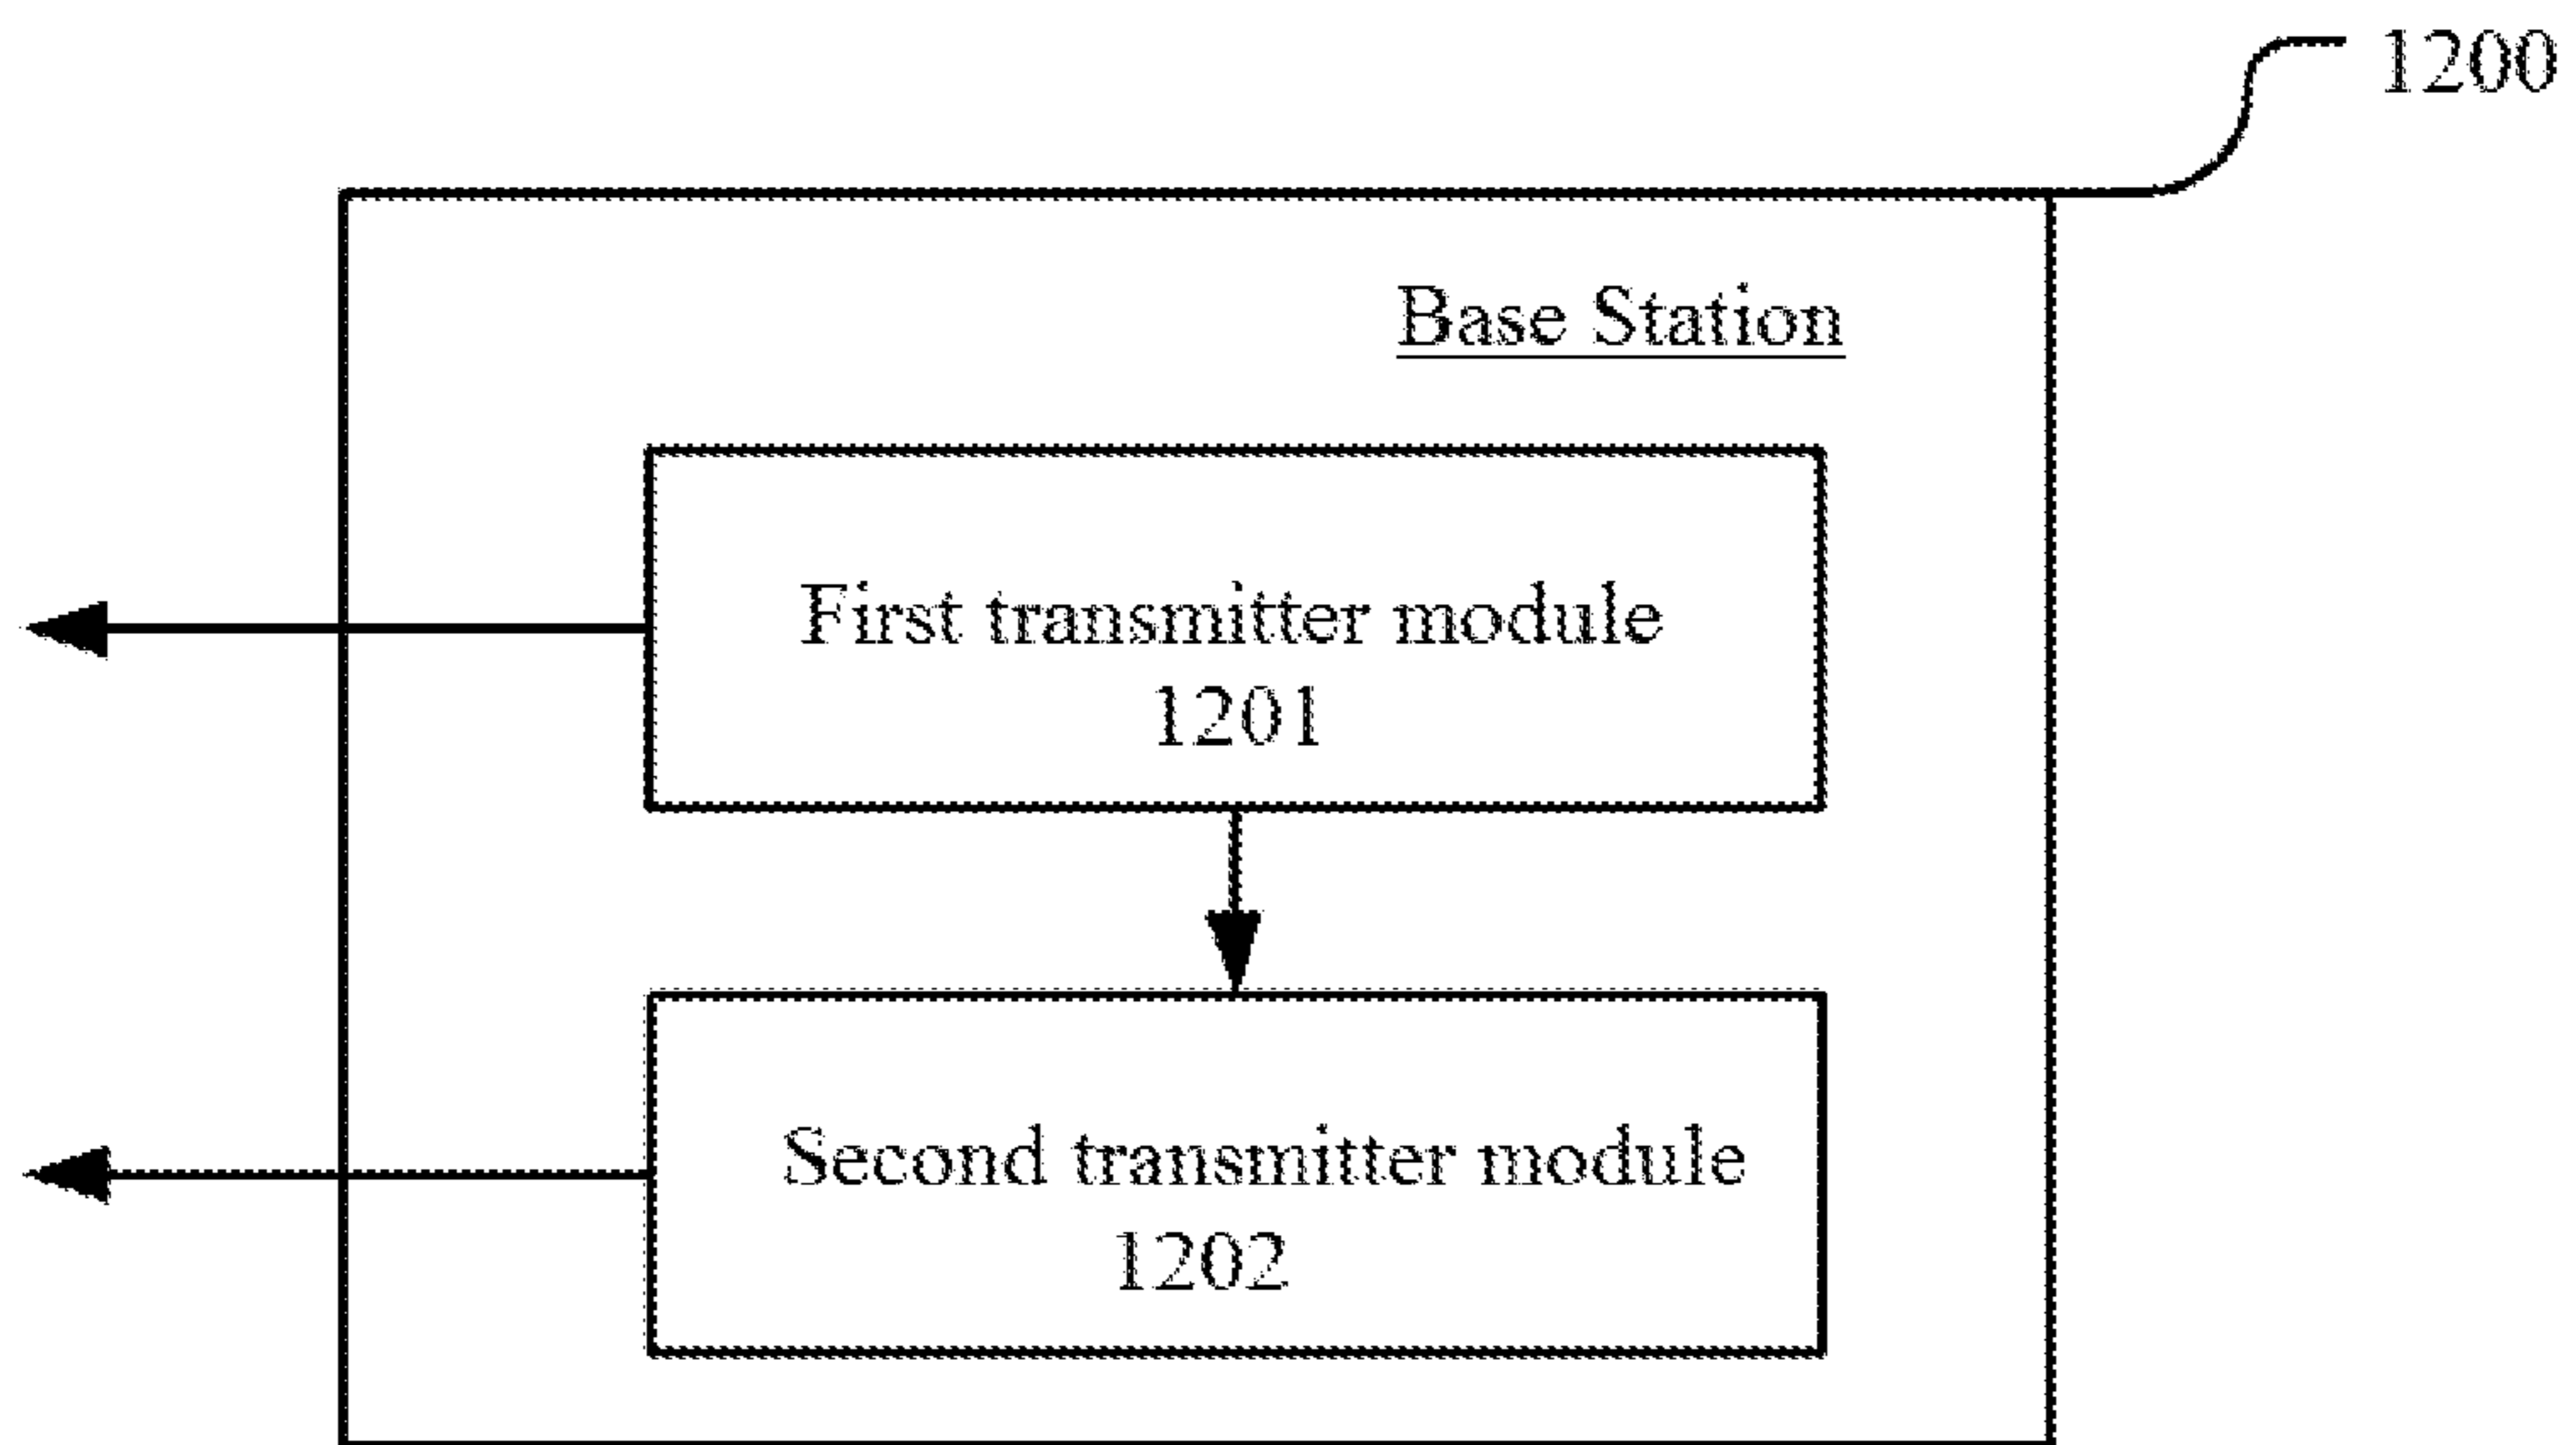 1200
Base Station
First transmitter module
1201
Second transmitter module
1202